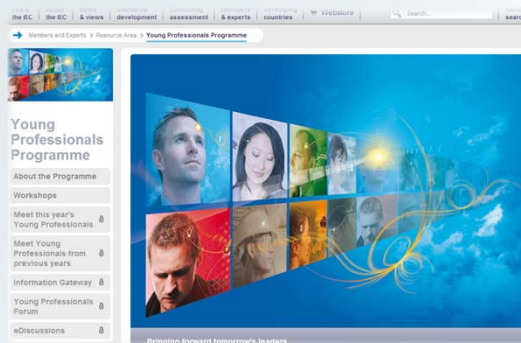 the IEC
the IEC
& views
development
assessment
& experts
countries
Webstore
Search...
Members and Experts > Resource Area > Young Professionals Programme
Young
Professionals
Programme
About the Programme
Workshops
Meet this year's
Young Professionals
Meet Young
Professionals from
previous years
Information Gateway
Young Professionals
Forum
eDiscussions
Bringing forward tomorrow's leaders